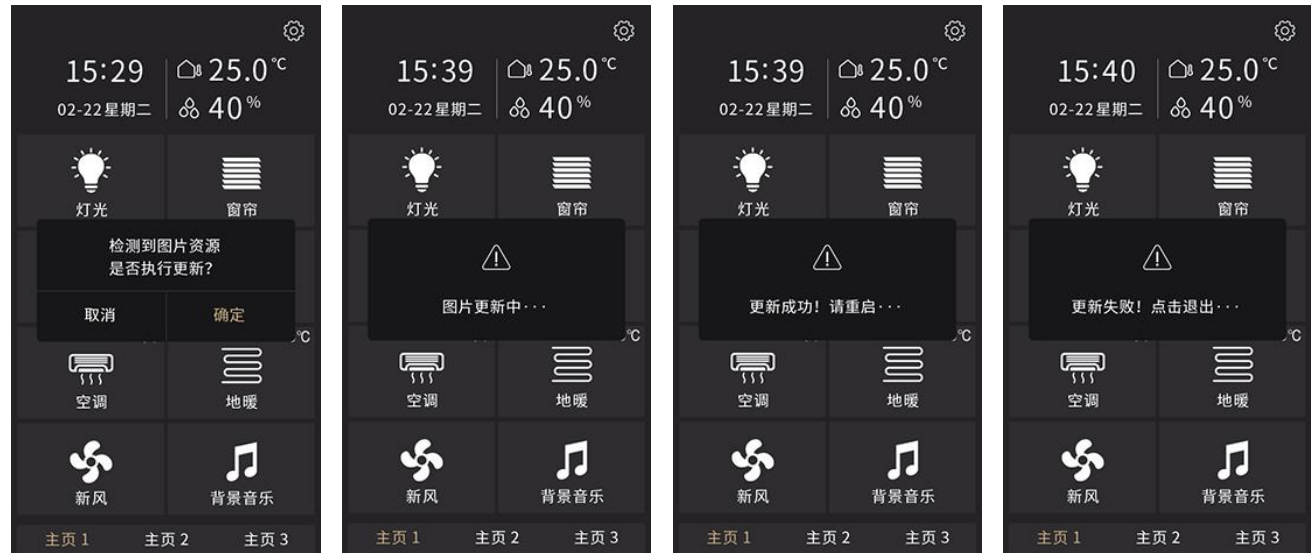 15:29
25.0℃
02-22星期二
40%
灯光
窗帘
检测到图片资源
是否执行更新?
取消
确定
℃
空调
地暖
新风
背景音乐
主页 1
主页 2
主页 3
15:39
25.0℃
02-22星期二
40%
灯光
窗帘
图片更新中···
℃
空调
地暖
新风
背景音乐
主页 1
主页 2
主页 3
15:39
25.0℃
02-22星期二
40%
灯光
窗帘
更新成功!请重启···
℃
空调
地暖
新风
背景音乐
主页 1
主页 2
主页 3
15:40
25.0℃
02-22星期二
40%
灯光
窗帘
更新失败!点击退出···
℃
空调
地暖
新风
背景音乐
主页 1
主页 2
主页 3